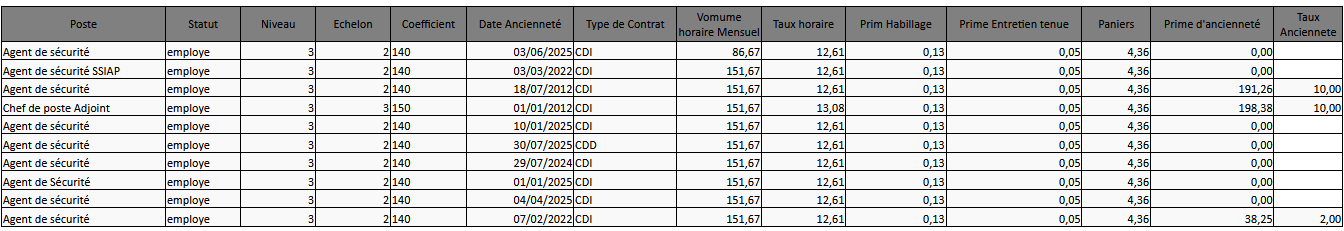 Poste Statut Niveau Echelon Coefficient Date Ancienneté Type de Contrat Vomume horaire Mensuel Taux horaire Prim Habillage Prime Entretien tenue Paniers Prime d'ancienneté Taux Anciennete
Agent de sécurité employe 3 2 140 03/06/2025 CDI 86,67 12,61 0,13 0,05 4,36 0,00
Agent de sécurité SSIAP employe 3 2 140 03/03/2022 CDI 151,67 12,61 0,13 0,05 4,36 0,00
Agent de sécurité employe 3 2 140 18/07/2012 CDI 151,67 12,61 0,13 0,05 4,36 191,26 10,00
Chef de poste Adjoint employe 3 3 150 01/01/2012 CDI 151,67 13,08 0,13 0,05 4,36 198,38 10,00
Agent de sécurité employe 3 2 140 10/01/2025 CDI 151,67 12,61 0,13 0,05 4,36 0,00
Agent de sécurité employe 3 2 140 30/07/2025 CDD 151,67 12,61 0,13 0,05 4,36 0,00
Agent de sécurité employe 3 2 140 29/07/2024 CDI 151,67 12,61 0,13 0,05 4,36 0,00
Agent de Sécurité employe 3 2 140 01/01/2025 CDI 151,67 12,61 0,13 0,05 4,36 0,00
Agent de sécurité employe 3 2 140 04/04/2025 CDI 151,67 12,61 0,13 0,05 4,36 0,00
Agent de sécurité employe 3 2 140 07/02/2022 CDI 151,67 12,61 0,13 0,05 4,36 38,25 2,00